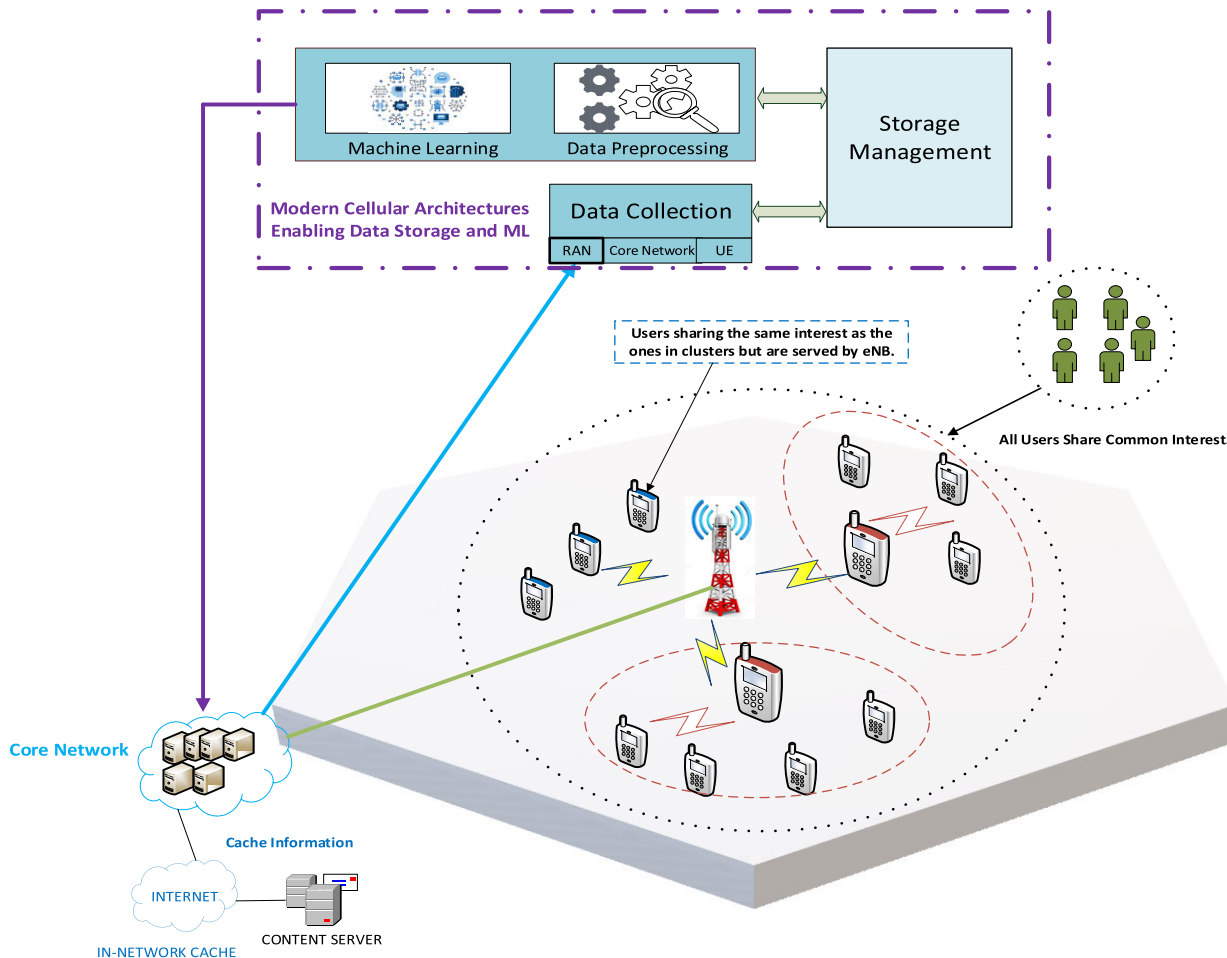 Machine Learning
Data Preprocessing
Storage
Management
Modern Cellular Architectures
Enabling Data Storage and ML
Data Collection
RAN
Core Network
UE
Users sharing the same interest as the
ones in clusters but are served by eNB.
All Users Share Common Interest.
Core Network
Cache Information
INTERNET
CONTENT SERVER
IN-NETWORK CACHE